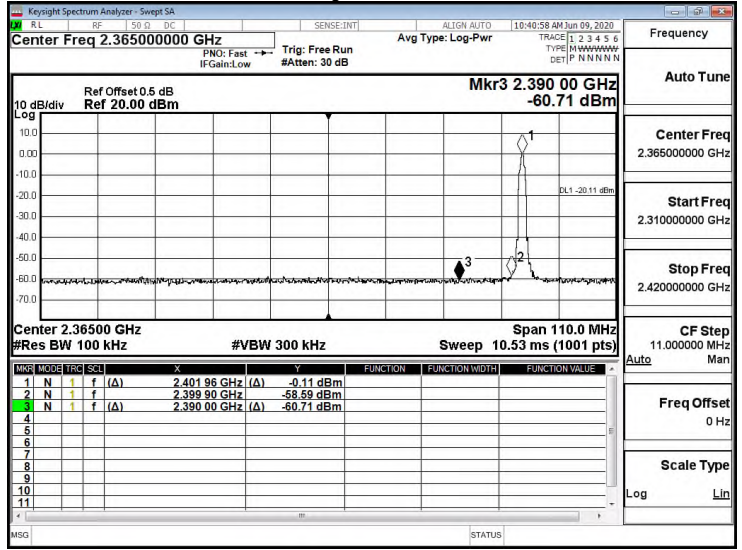 Keysight Spectrum Analyzer - Swept SA
LXI RL RF 50 Ω DC SENSE:INT ALIGN AUTO 10:40:58 AM Jun 09, 2020
Center Freq 2.365000000 GHz
PNO: Fast
IFGain:Low
Trig: Free Run
#Atten: 30 dB
Avg Type: Log-Pwr
TRACE 1 2 3 4 5 6
TYPE M W W W W W
DET P N N N N N
Ref Offset 0.5 dB
Ref 20.00 dBm
10 dB/div
Log
Mkr3 2.390 00 GHz
-60.71 dBm
10.0
0.00
-10.0
-20.0
-30.0
-40.0
-50.0
-60.0
-70.0
1
DL1 -20.11 dBm
2
3
Center 2.36500 GHz
#Res BW 100 kHz
#VBW 300 kHz
Span 110.0 MHz
Sweep 10.53 ms (1001 pts)
MKR MODE TRC SCL X Y FUNCTION FUNCTION WIDTH FUNCTION VALUE
1 N 1 f (Δ) 2.401 96 GHz (Δ) -0.11 dBm
2 N 1 f 2.399 90 GHz -58.59 dBm
3 N 1 f (Δ) 2.390 00 GHz (Δ) -60.71 dBm
4
5
6
7
8
9
10
11
MSG
STATUS
Frequency
Auto Tune
Center Freq
2.365000000 GHz
Start Freq
2.310000000 GHz
Stop Freq
2.420000000 GHz
CF Step
11.000000 MHz
Auto Man
Freq Offset
0 Hz
Scale Type
Log Lin